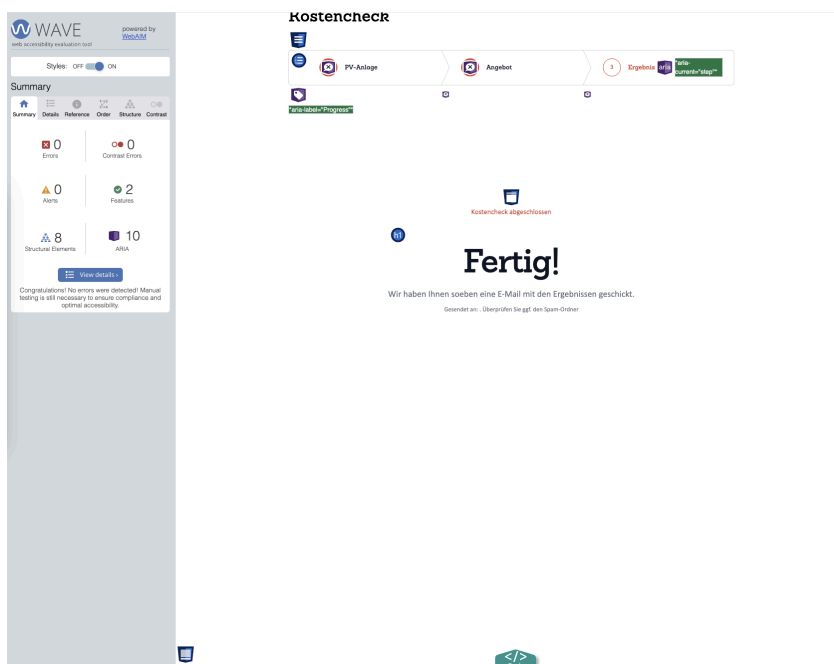 WAVE
web accessibility evaluation tool
powered by
WebAIM
Styles: OFF ON
Summary
Summary Details Reference Order Structure Contrast
0
Errors
0
Contrast Errors
0
Alerts
2
Features
8
Structural Elements
10
ARIA
View details ›
Congratulations! No errors were detected! Manual
testing is still necessary to ensure compliance and
optimal accessibility.
Kostencheck
PV-Anlage
Angebot
3 Ergebnis aria *aria-
current="step"*
*aria-label="Progress"*
Kostencheck abgeschlossen
h1
Fertig!
Wir haben Ihnen soeben eine E-Mail mit den Ergebnissen geschickt.
Gesendet an: . Überprüfen Sie ggf. den Spam-Ordner
</>